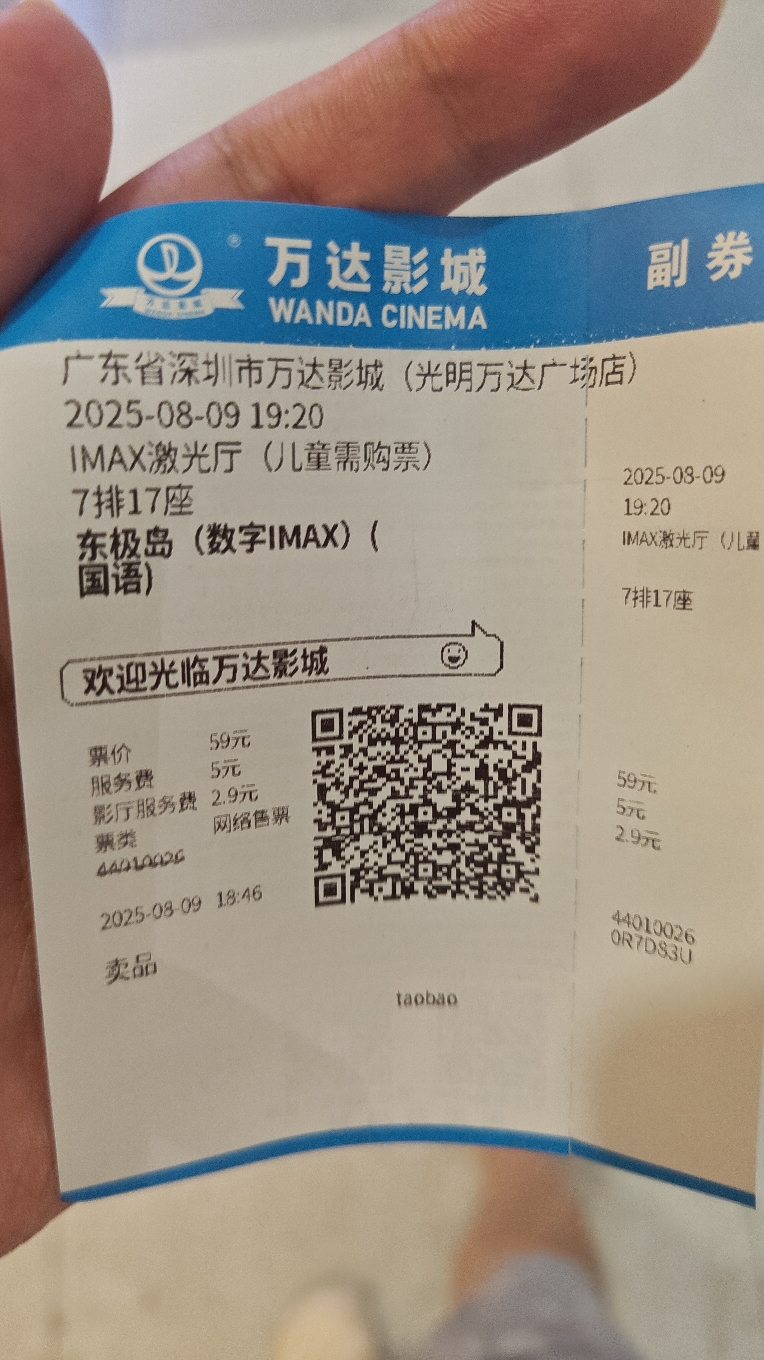 万达影城
WANDA CINEMA
副券
广东省深圳市万达影城（光明万达广场店）
2025-08-09 19:20
IMAX激光厅（儿童需购票）
7排17座
东极岛（数字IMAX）(
国语)
欢迎光临万达影城
票价 59元
服务费 5元
影厅服务费 2.9元
票类 网络售票
44010026
2025-08-09 18:46
卖品
taobao
2025-08-09
19:20
IMAX激光厅（儿童
7排17座
59元
5元
2.9元
44010026
0R7DS3U